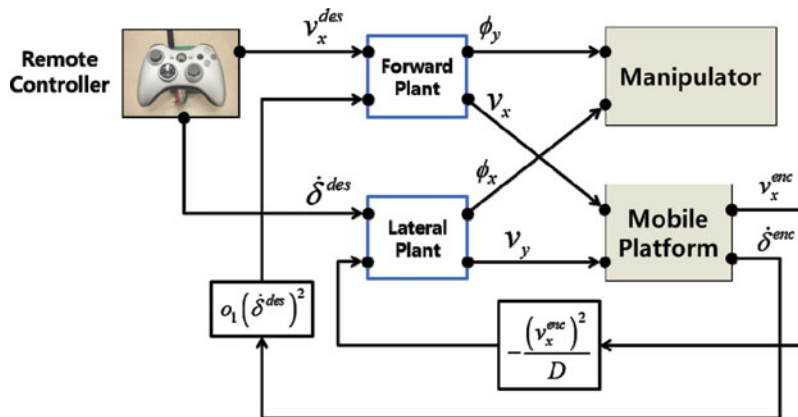 Remote
Controller
v_x^{des}
Forward
Plant
ϕ_y
v_x
Manipulator
δ̇^{des}
Lateral
Plant
ϕ_x
v_y
Mobile
Platform
v_x^{enc}
δ̇^{enc}
o_1(δ̇^{des})^2
-\frac{(v_x^{enc})^2}{D}